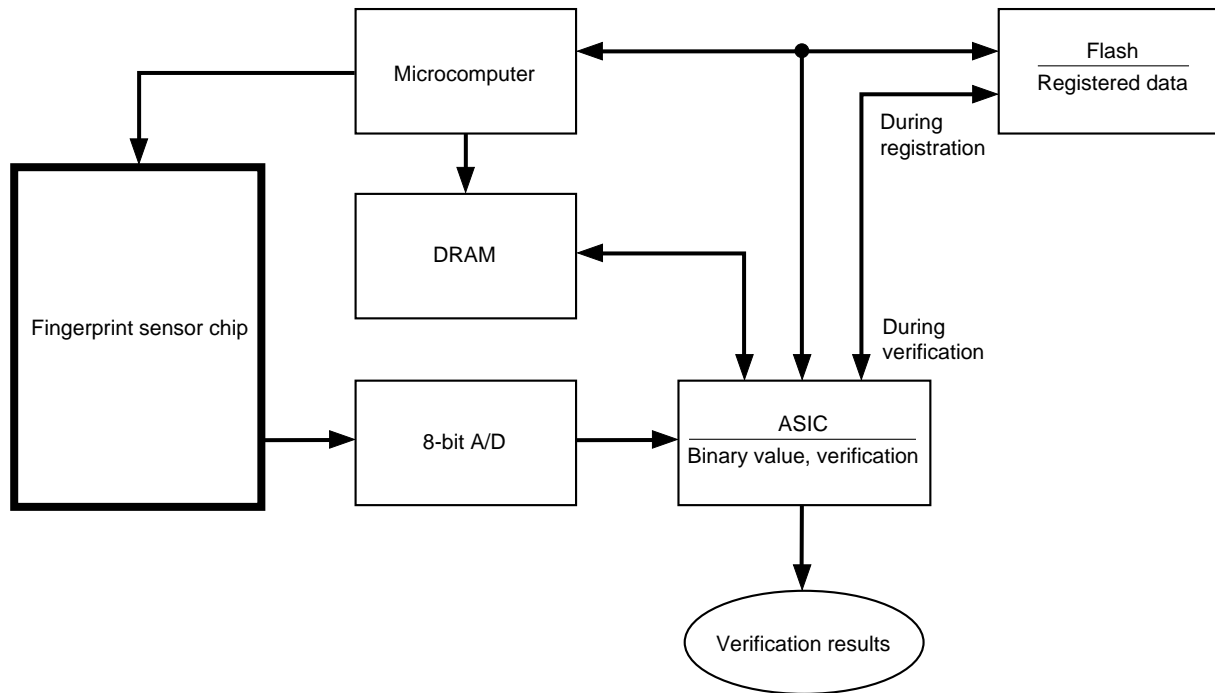 Microcomputer
Flash
Registered data
During
registration
DRAM
Fingerprint sensor chip
During
verification
8-bit A/D
ASIC
Binary value, verification
Verification results